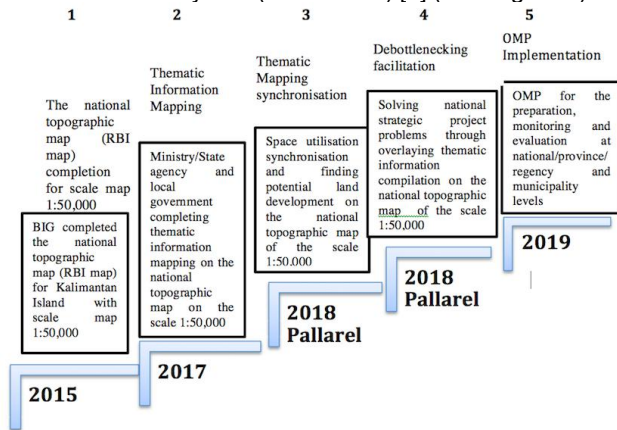 1
2
3
4
5
The national
topographic
map (RBI
map)
completion
for scale map
1:50,000
BIG completed
the national
topographic
map (RBI map)
for Kalimantan
Island with
scale map
1:50,000
2015
Thematic
Information
Mapping
Ministry/State
agency and
local
government
completing
thematic
information
mapping on the
national
topographic
map on the
scale 1:50,000
2017
Thematic
Mapping
synchronisation
Space utilisation
synchronisation
and finding
potential land
development on
the national
topographic map
of the scale
1:50.000
2018
Pallarel
Debottlenecking
facilitation
Solving national
strategic project
problems through
overlaying thematic
information
compilation on the
national topographic
map of the scale
1:50,000
2018
Pallarel
OMP
Implementation
OMP for the
preparation,
monitoring and
evaluation at
national/province/
regency and
municipality
levels
2019